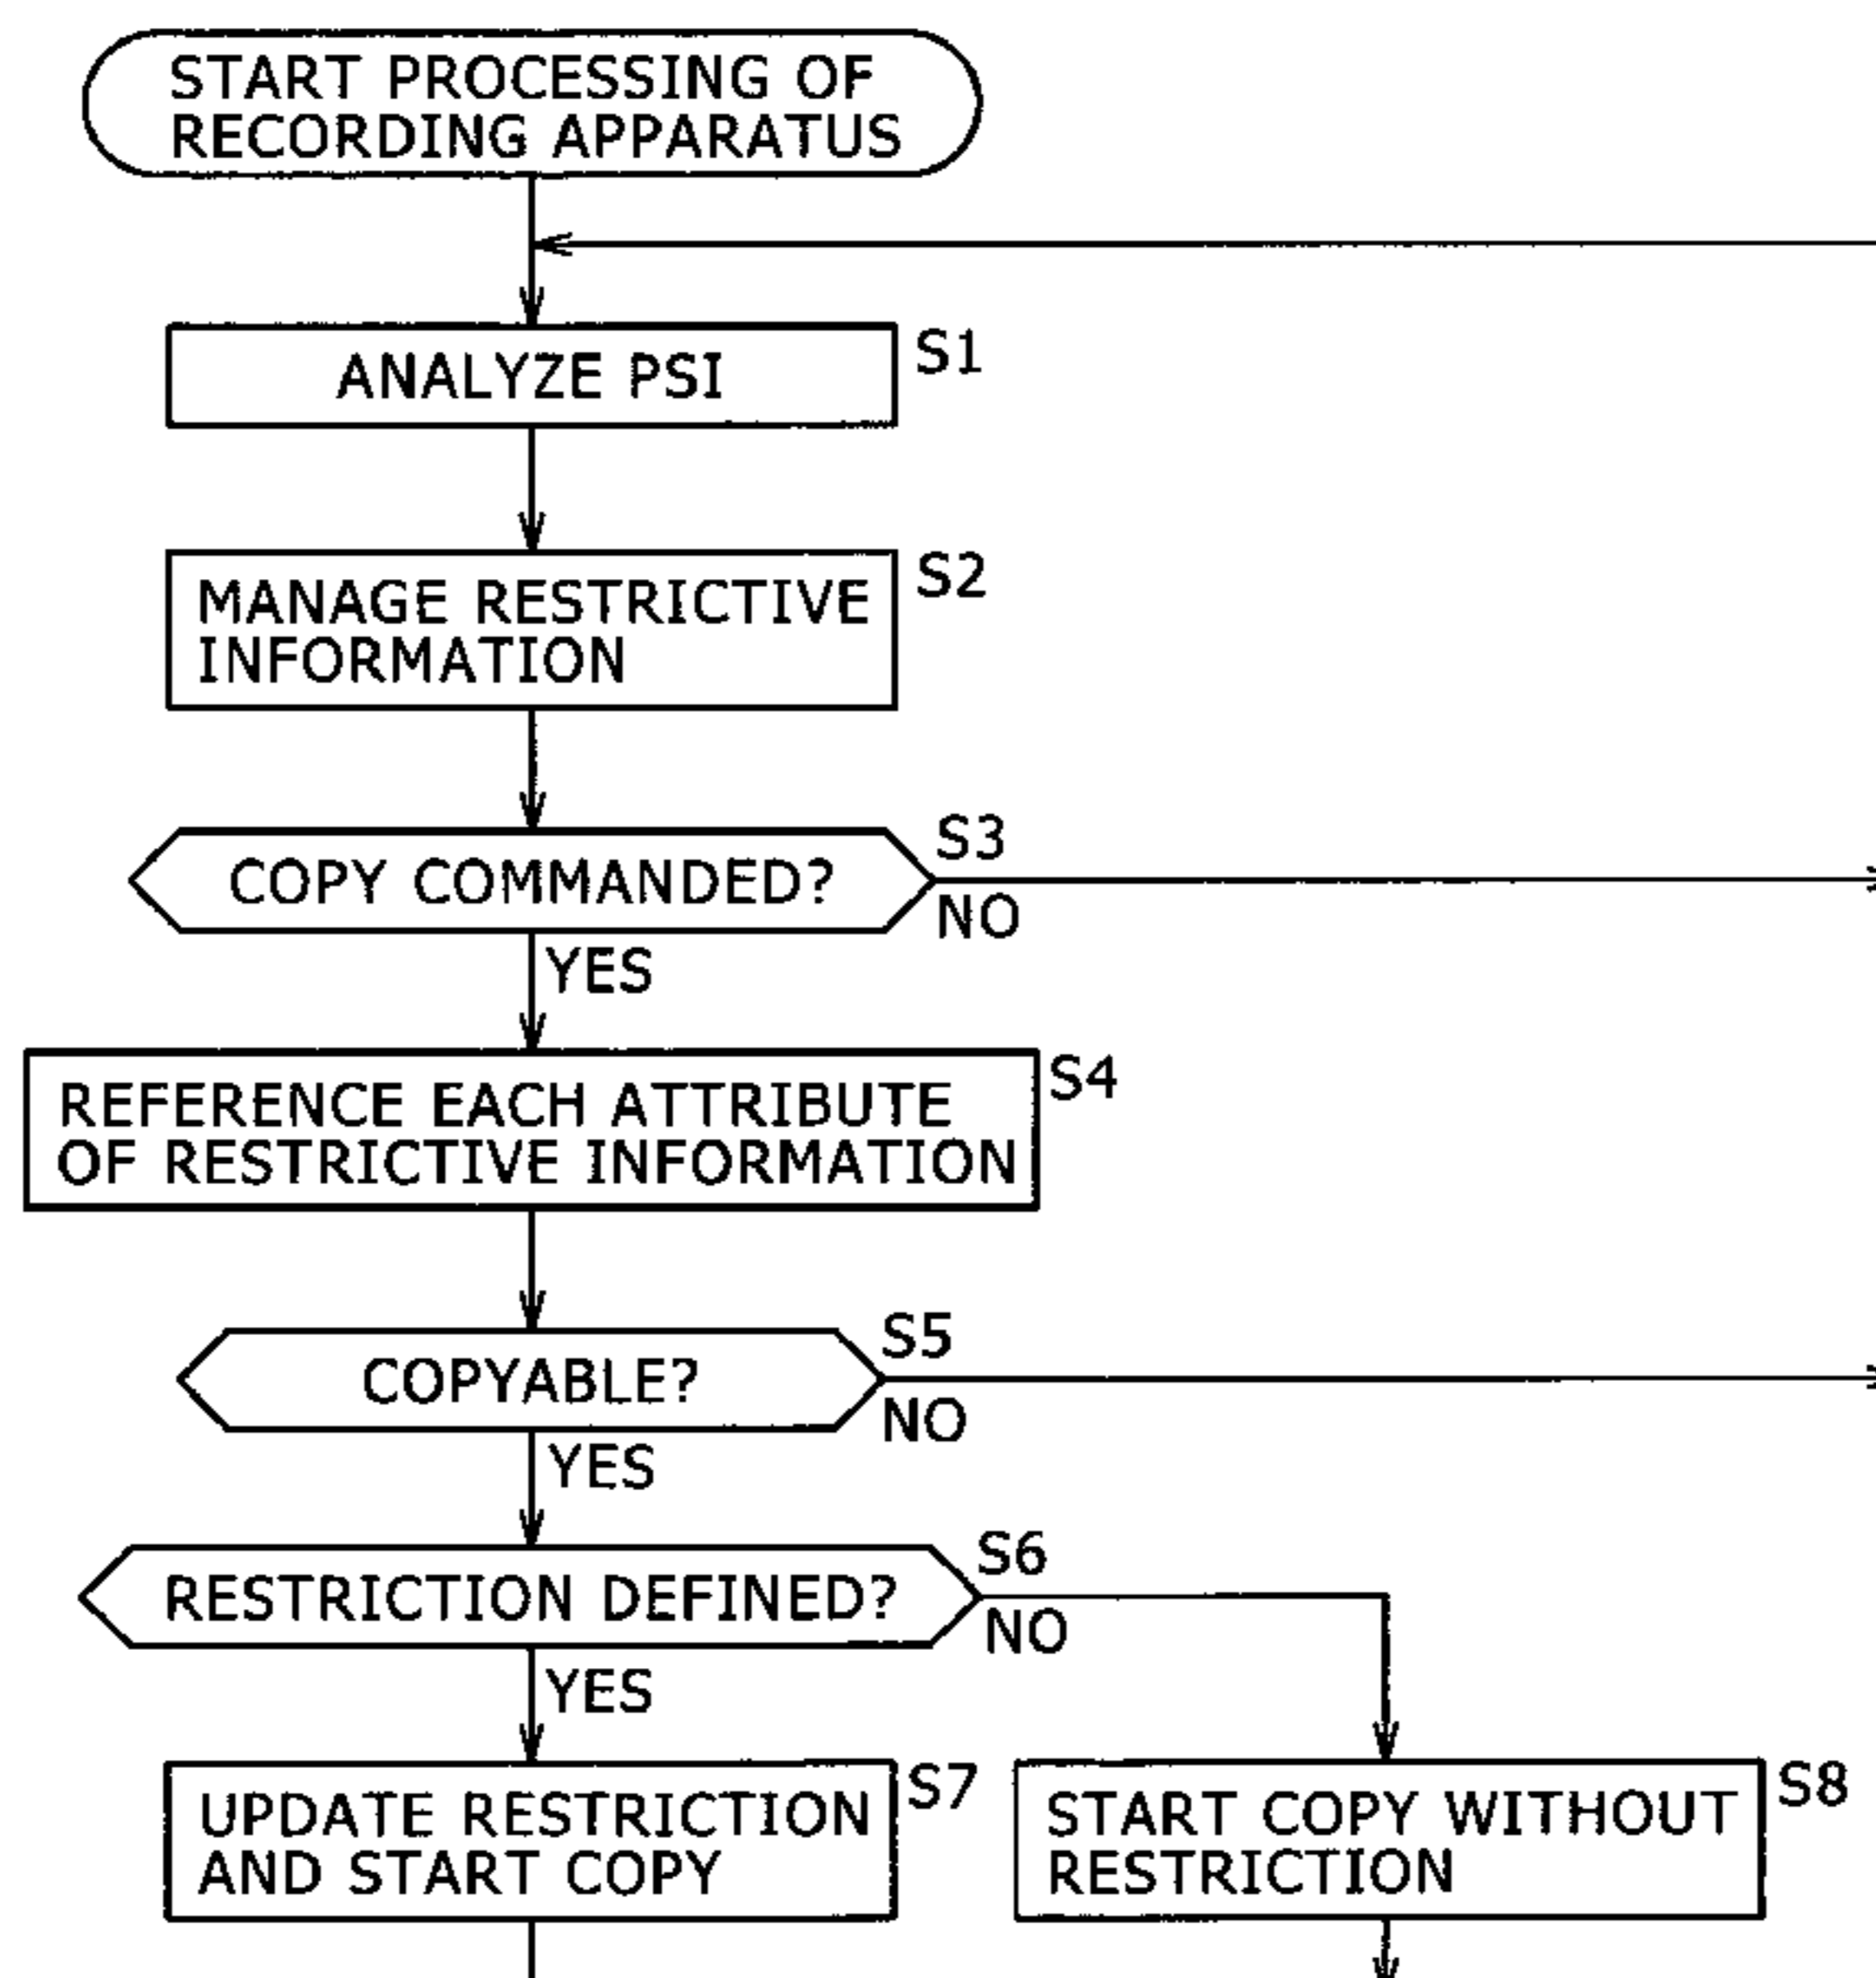 START PROCESSING OF
RECORDING APPARATUS
ANALYZE PSI
S1
MANAGE RESTRICTIVE
INFORMATION
S2
COPY COMMANDED?
S3
NO
YES
REFERENCE EACH ATTRIBUTE
OF RESTRICTIVE INFORMATION
S4
COPYABLE?
S5
NO
YES
RESTRICTION DEFINED?
S6
NO
YES
UPDATE RESTRICTION
AND START COPY
S7
START COPY WITHOUT
RESTRICTION
S8